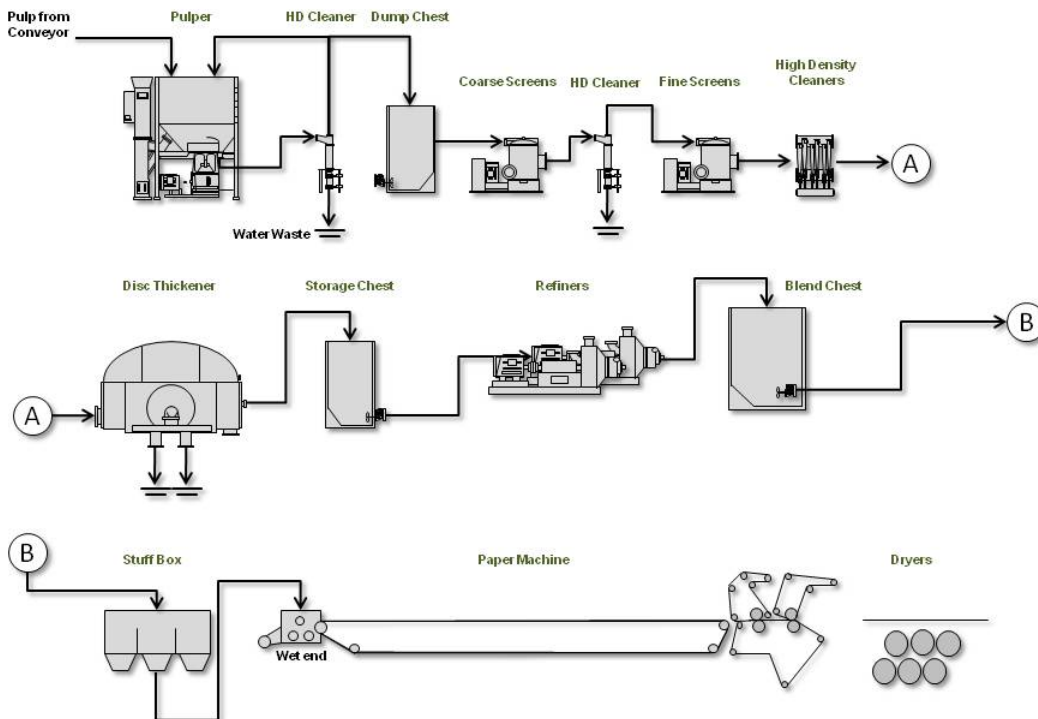 Pulp from
Conveyor
Pulper
HD Cleaner
Dump Chest
Coarse Screens
HD Cleaner
Fine Screens
High Density
Cleaners
A
Water Waste
Disc Thickener
Storage Chest
Refiners
Blend Chest
B
A
B
Stuff Box
Paper Machine
Dryers
Wet end